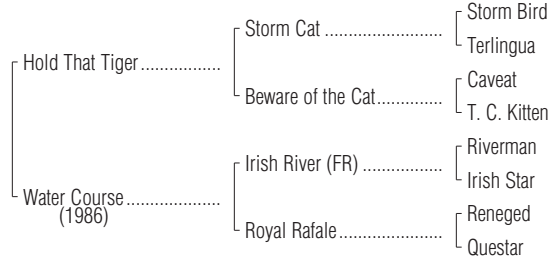 Storm Bird
Storm Cat ........................
Terlingua
Hold That Tiger.................
Caveat
Beware of the Cat..............
T. C. Kitten
Riverman
Irish River (FR) .................
Irish Star
Water Course....................
(1986)
Reneged
Royal Rafale......................
Questar